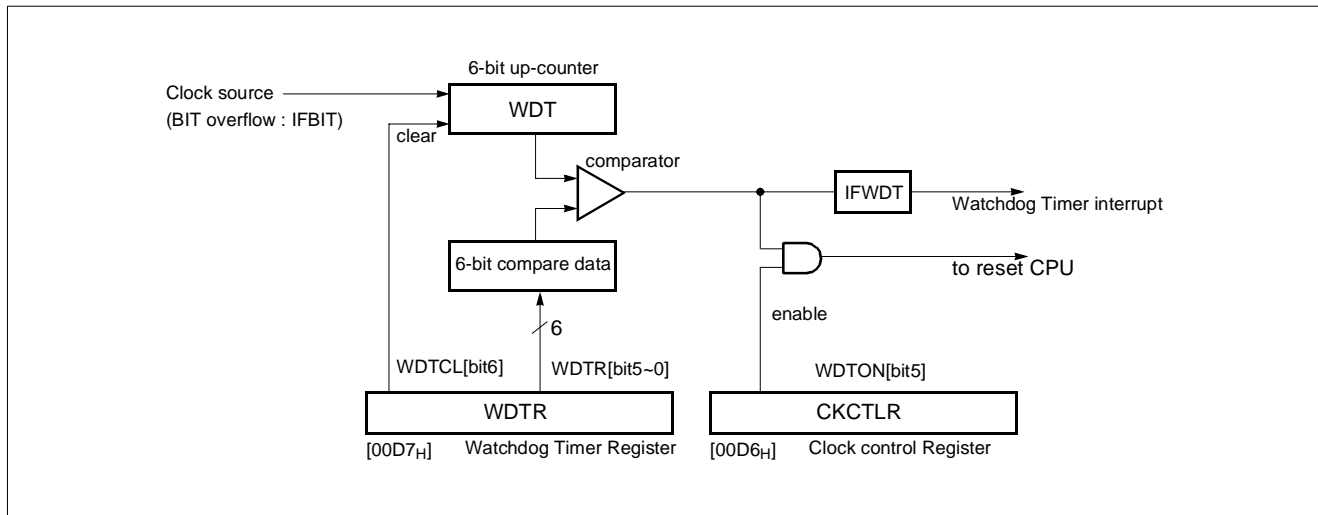 6-bit up-counter
Clock source
(BIT overflow : IFBIT)
WDT
clear
comparator
IFWDT
Watchdog Timer interrupt
6-bit compare data
to reset CPU
enable
6
WDTCL[bit6]
WDTR[bit5~0]
WDTON[bit5]
WDTR
CKCTLR
[00D7H]
Watchdog Timer Register
[00D6H]
Clock control Register